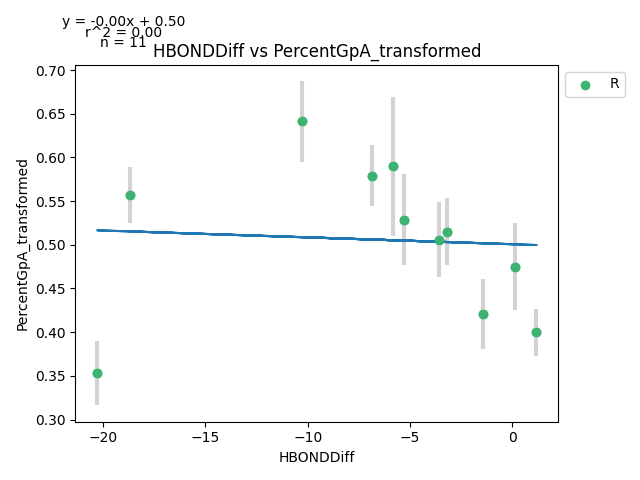 y = -0.00x + 0.50
r^2 = 0.00
n = 11
HBONDDiff vs PercentGpA_transformed
R
PercentGpA_transformed
0.70
0.65
0.60
0.55
0.50
0.45
0.40
0.35
0.30
−20
−15
−10
−5
0
HBONDDiff